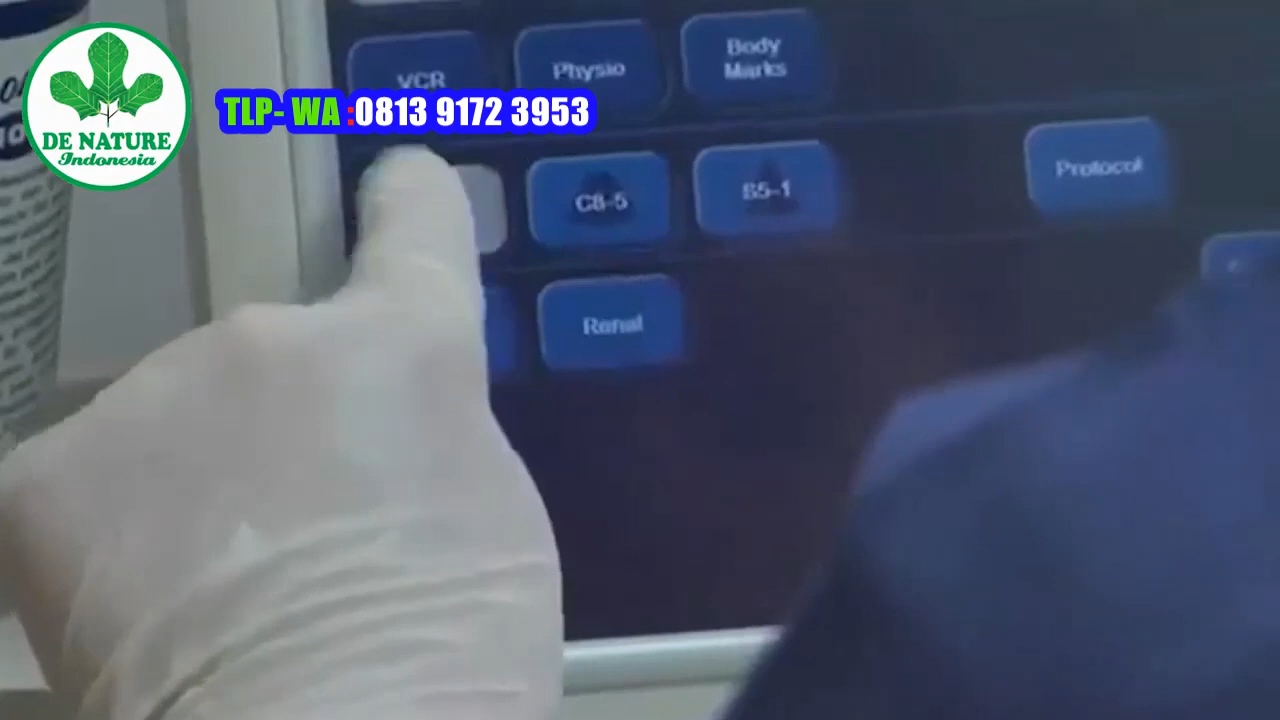 DE NATURE
Indonesia
TLP- WA :0813 9172 3953
VCR
Physio
Body
Marks
C8-5
S5-1
Protocol
Renal